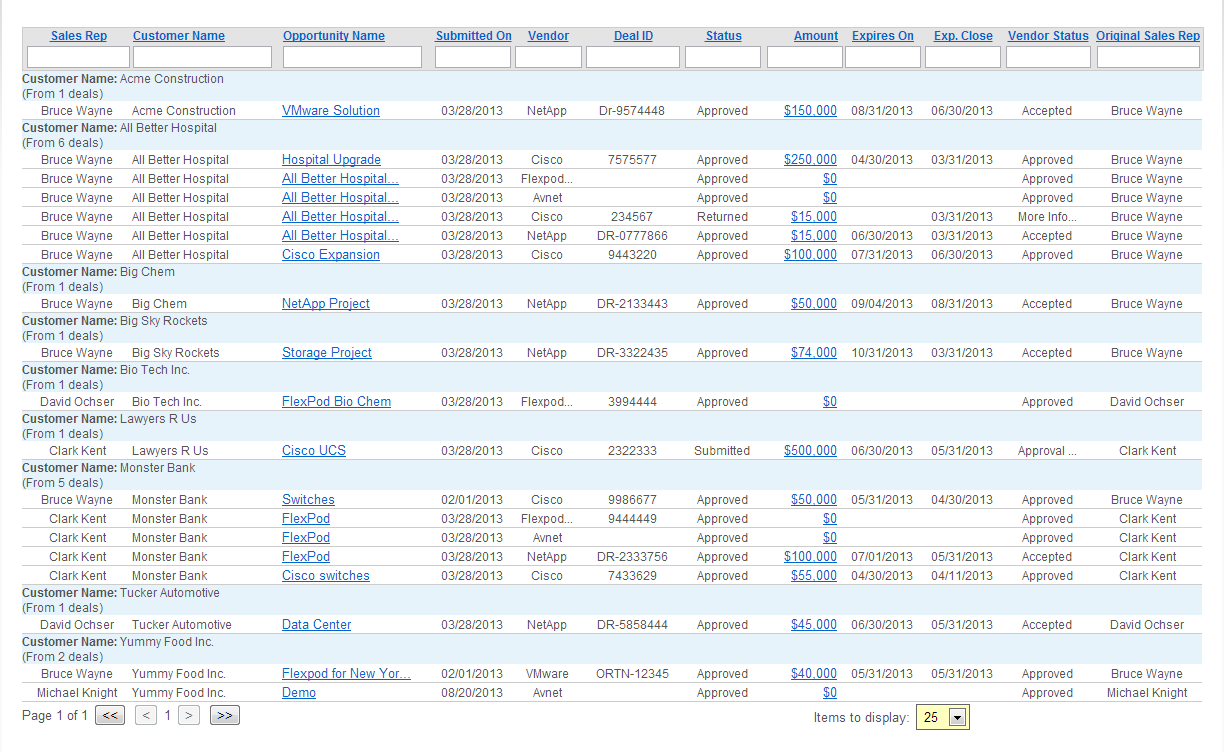 Sales Rep Customer Name Opportunity Name Submitted On Vendor Deal ID Status Amount Expires On Exp. Close Vendor Status Original Sales Rep
Customer Name: Acme Construction
(From 1 deals)
Bruce Wayne Acme Construction VMware Solution 03/28/2013 NetApp Dr-9574448 Approved $150,000 08/31/2013 06/30/2013 Accepted Bruce Wayne
Customer Name: All Better Hospital
(From 6 deals)
Bruce Wayne All Better Hospital Hospital Upgrade 03/28/2013 Cisco 7575577 Approved $250,000 04/30/2013 03/31/2013 Approved Bruce Wayne
Bruce Wayne All Better Hospital All Better Hospital... 03/28/2013 Flexpod... Approved $0 Approved Bruce Wayne
Bruce Wayne All Better Hospital All Better Hospital... 03/28/2013 Avnet Approved $0 Approved Bruce Wayne
Bruce Wayne All Better Hospital All Better Hospital... 03/28/2013 Cisco 234567 Returned $15,000 03/31/2013 More Info... Bruce Wayne
Bruce Wayne All Better Hospital All Better Hospital... 03/28/2013 NetApp DR-0777866 Approved $15,000 06/30/2013 03/31/2013 Accepted Bruce Wayne
Bruce Wayne All Better Hospital Cisco Expansion 03/28/2013 Cisco 9443220 Approved $100,000 07/31/2013 06/30/2013 Approved Bruce Wayne
Customer Name: Big Chem
(From 1 deals)
Bruce Wayne Big Chem NetApp Project 03/28/2013 NetApp DR-2133443 Approved $50,000 09/04/2013 08/31/2013 Accepted Bruce Wayne
Customer Name: Big Sky Rockets
(From 1 deals)
Bruce Wayne Big Sky Rockets Storage Project 03/28/2013 NetApp DR-3322435 Approved $74,000 10/31/2013 03/31/2013 Accepted Bruce Wayne
Customer Name: Bio Tech Inc.
(From 1 deals)
David Ochser Bio Tech Inc. FlexPod Bio Chem 03/28/2013 Flexpod... 3994444 Approved $0 Approved David Ochser
Customer Name: Lawyers R Us
(From 1 deals)
Clark Kent Lawyers R Us Cisco UCS 03/28/2013 Cisco 2322333 Submitted $500,000 06/30/2013 05/31/2013 Approval ... Clark Kent
Customer Name: Monster Bank
(From 5 deals)
Bruce Wayne Monster Bank Switches 02/01/2013 Cisco 9986677 Approved $50,000 05/31/2013 04/30/2013 Approved Bruce Wayne
Clark Kent Monster Bank FlexPod 03/28/2013 Flexpod... 9444449 Approved $0 Approved Clark Kent
Clark Kent Monster Bank FlexPod 03/28/2013 Avnet Approved $0 Approved Clark Kent
Clark Kent Monster Bank FlexPod 03/28/2013 NetApp DR-2333756 Approved $100,000 07/01/2013 05/31/2013 Accepted Clark Kent
Clark Kent Monster Bank Cisco switches 03/28/2013 Cisco 7433629 Approved $55,000 04/30/2013 04/11/2013 Approved Clark Kent
Customer Name: Tucker Automotive
(From 1 deals)
David Ochser Tucker Automotive Data Center 03/28/2013 NetApp DR-5858444 Approved $45,000 06/30/2013 05/31/2013 Accepted David Ochser
Customer Name: Yummy Food Inc.
(From 2 deals)
Bruce Wayne Yummy Food Inc. Flexpod for New Yor... 02/01/2013 VMware ORTN-12345 Approved $40,000 05/31/2013 05/31/2013 Approved Bruce Wayne
Michael Knight Yummy Food Inc. Demo 08/20/2013 Avnet Approved $0 Approved Michael Knight
Page 1 of 1 << < 1 > >> Items to display: 25